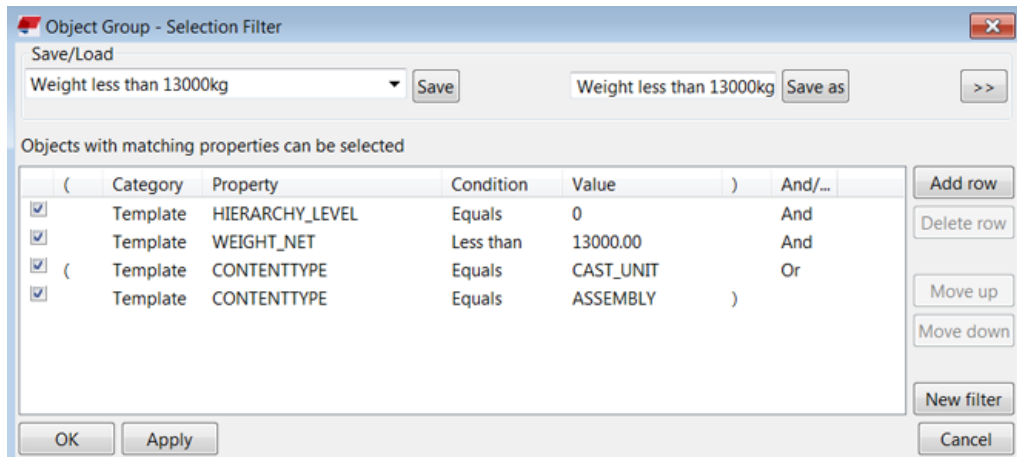 Object Group - Selection Filter
Save/Load
Weight less than 13000kg Save Weight less than 13000kg Save as >>
Objects with matching properties can be selected
( Category Property Condition Value ) And/... Add row
Template HIERARCHY_LEVEL Equals 0 And
Delete row
Template WEIGHT_NET Less than 13000.00 And
( Template CONTENTTYPE Equals CAST_UNIT Or
Template CONTENTTYPE Equals ASSEMBLY )
Move up
Move down
New filter
OK Apply Cancel